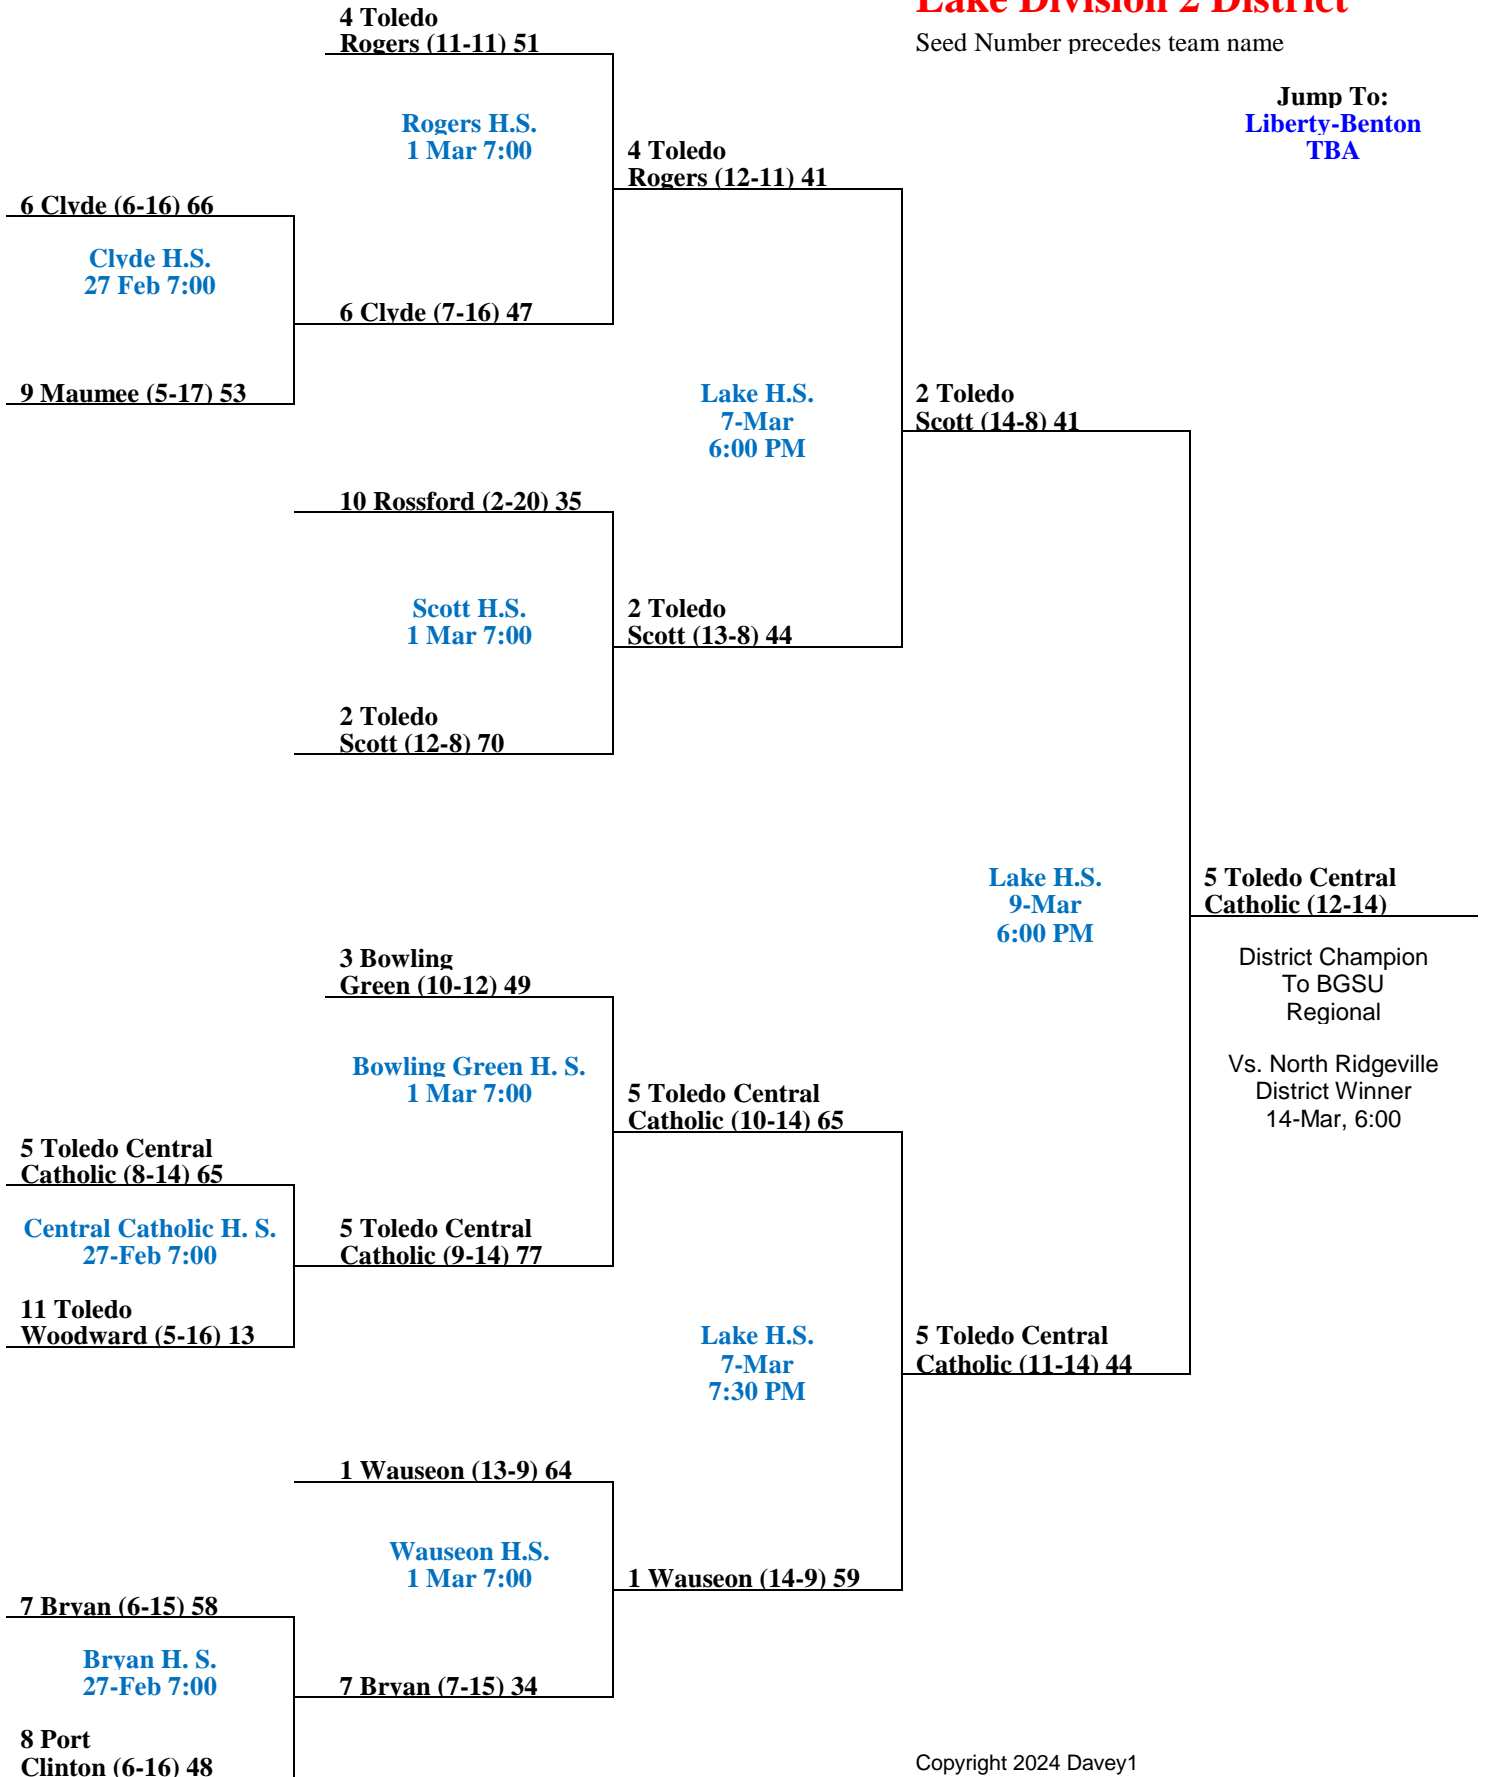 Lake Division 2 District
Seed Number precedes team name
Jump To:
Liberty-Benton
TBA
4 Toledo
Rogers (11-11) 51
Rogers H.S.
1 Mar 7:00
4 Toledo
Rogers (12-11) 41
6 Clyde (6-16) 66
Clyde H.S.
27 Feb 7:00
6 Clyde (7-16) 47
9 Maumee (5-17) 53
Lake H.S.
7-Mar
6:00 PM
2 Toledo
Scott (14-8) 41
10 Rossford (2-20) 35
Scott H.S.
1 Mar 7:00
2 Toledo
Scott (13-8) 44
2 Toledo
Scott (12-8) 70
Lake H.S.
9-Mar
6:00 PM
5 Toledo Central
Catholic (12-14)
District Champion
To BGSU
Regional
Vs. North Ridgeville
District Winner
14-Mar, 6:00
3 Bowling
Green (10-12) 49
Bowling Green H. S.
1 Mar 7:00
5 Toledo Central
Catholic (10-14) 65
5 Toledo Central
Catholic (8-14) 65
Central Catholic H. S.
27-Feb 7:00
5 Toledo Central
Catholic (9-14) 77
11 Toledo
Woodward (5-16) 13
Lake H.S.
7-Mar
7:30 PM
5 Toledo Central
Catholic (11-14) 44
1 Wauseon (13-9) 64
Wauseon H.S.
1 Mar 7:00
1 Wauseon (14-9) 59
7 Bryan (6-15) 58
Bryan H. S.
27-Feb 7:00
7 Bryan (7-15) 34
8 Port
Clinton (6-16) 48
Copyright 2024 Davey1